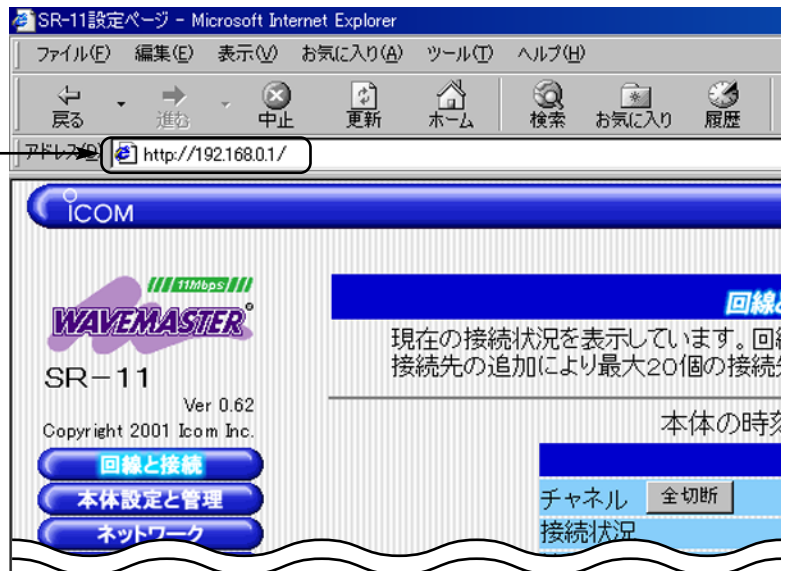 SR-11設定ページ - Microsoft Internet Explorer
ファイル(F) 編集(E) 表示(V) お気に入り(A) ツール(T) ヘルプ(H)
戻る 進む 中止 更新 ホーム 検索 お気に入り 履歴
アドレス(D) http://192.168.0.1/
ICOM
11Mbps
WAVEMASTER®
SR-11
Ver 0.62
Copyright 2001 Icom Inc.
回線と接続
本体設定と管理
ネットワーク
回線
現在の接続状況を表示しています。回
接続先の追加により最大20個の接続
本体の時
チャネル 全切断
接続状況